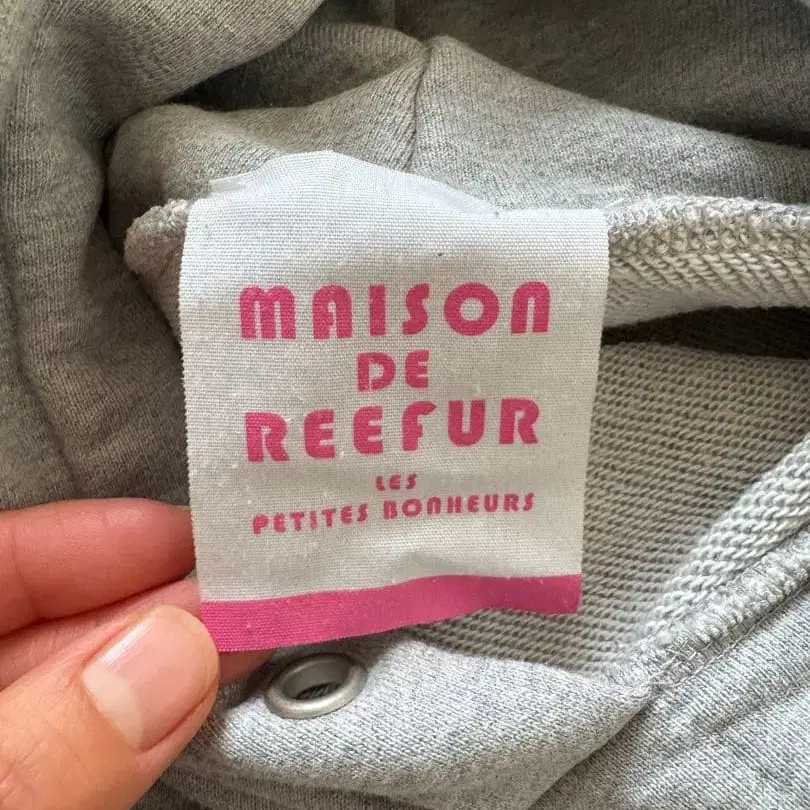 MAISON
DE
REEFUR
LES
PETITES BONHEURS